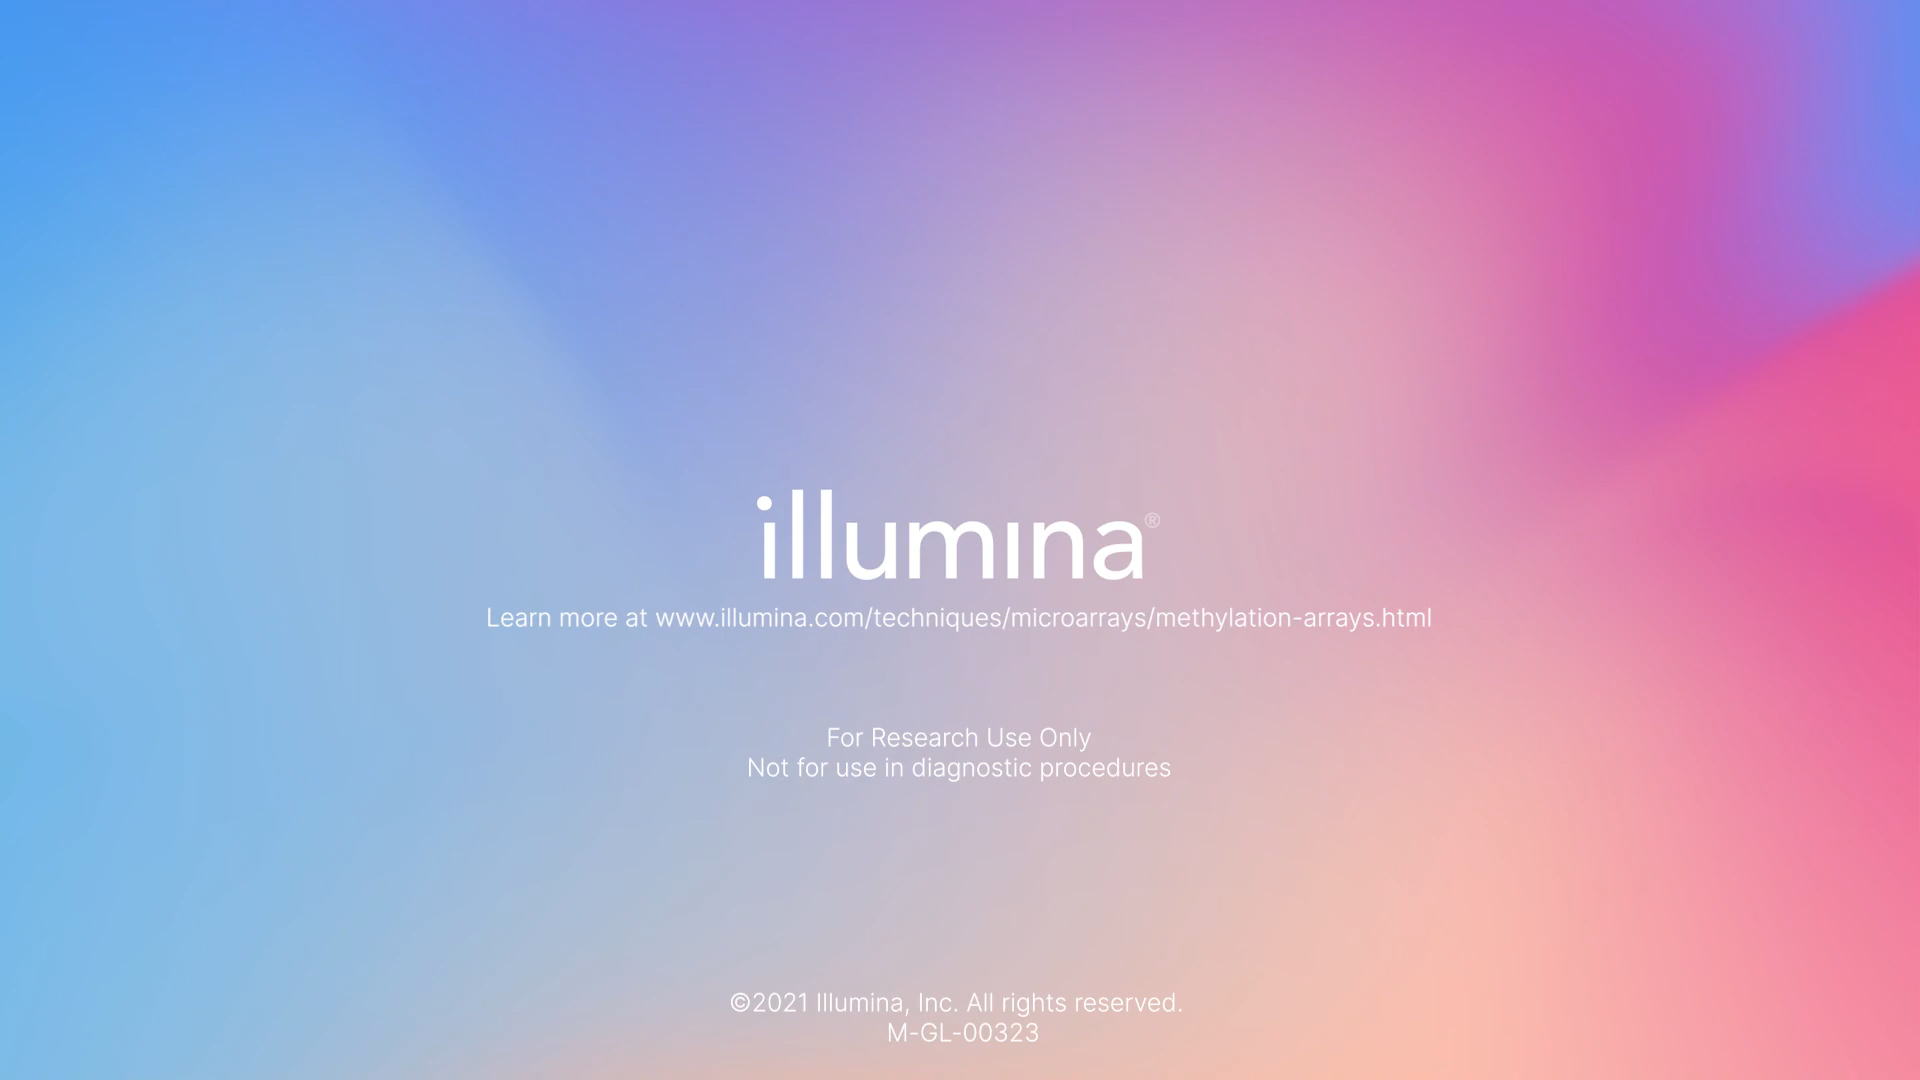 illumina®
Learn more at www.illumina.com/techniques/microarrays/methylation-arrays.html
For Research Use Only
Not for use in diagnostic procedures
©2021 Illumina, Inc. All rights reserved.
M-GL-00323